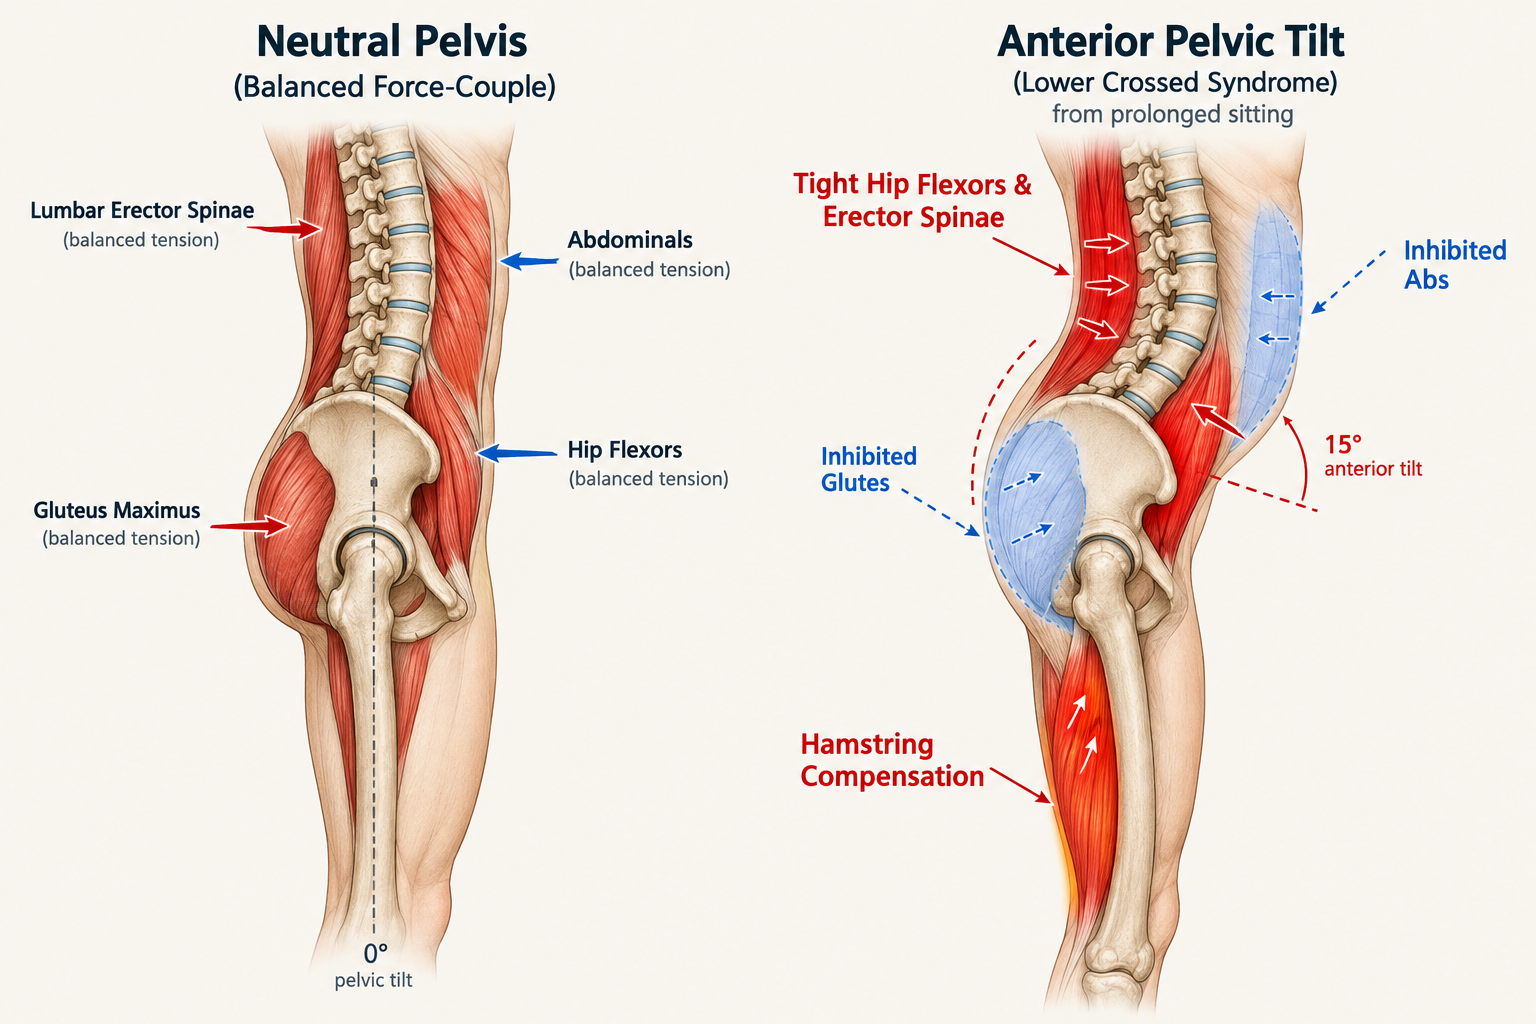 Neutral Pelvis
(Balanced Force-Couple)
Lumbar Erector Spinae
(balanced tension)
Abdominals
(balanced tension)
Hip Flexors
(balanced tension)
Gluteus Maximus
(balanced tension)
0°
pelvic tilt
Anterior Pelvic Tilt
(Lower Crossed Syndrome)
from prolonged sitting
Tight Hip Flexors &
Erector Spinae
Inhibited
Abs
Inhibited
Glutes
15°
anterior tilt
Hamstring
Compensation